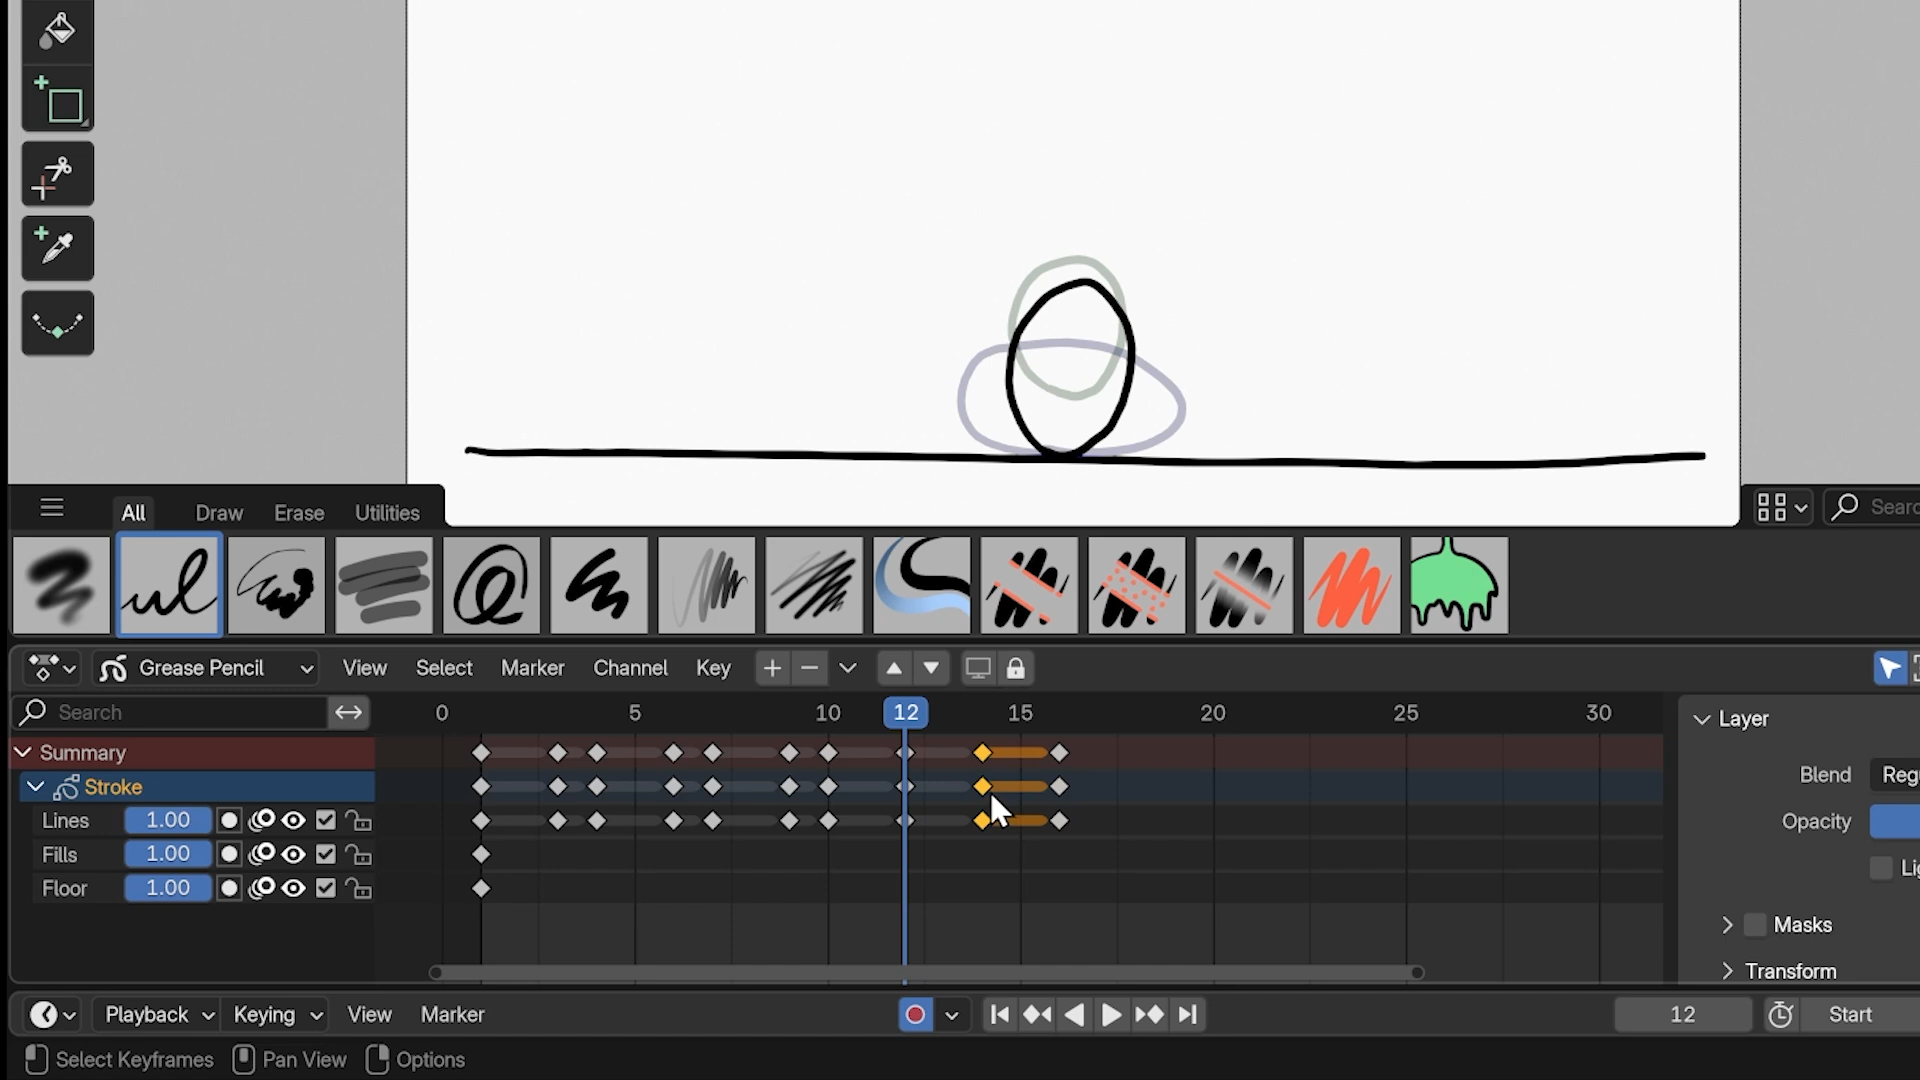 All Draw Erase Utilities
Grease Pencil View Select Marker Channel Key
Search 0 5 10 12 15 20 25 30
Layer
Summary
Blend
Stroke
Lines 1.00
Opacity
Fills 1.00
Floor 1.00
Masks
Transform
Playback Keying View Marker 12 Start
Select Keyframes Pan View Options